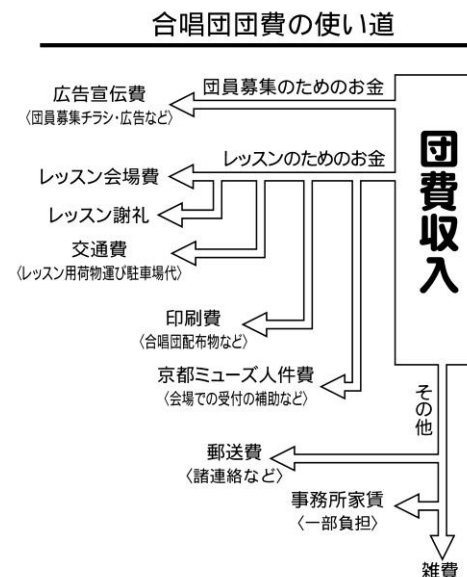 合唱団団費の使い道
団員募集のためのお金
広告宣伝費
〈団員募集チラシ・広告など〉
団費収入
レッスンのためのお金
レッスン会場費
レッスン謝礼
交通費
〈レッスン用荷物運び駐車場代〉
印刷費
〈合唱団配布物など〉
京都ミューズ人件費
〈会場での受付の補助など〉
その他
郵送費
〈諸連絡など〉
事務所家賃
〈一部負担〉
雑費